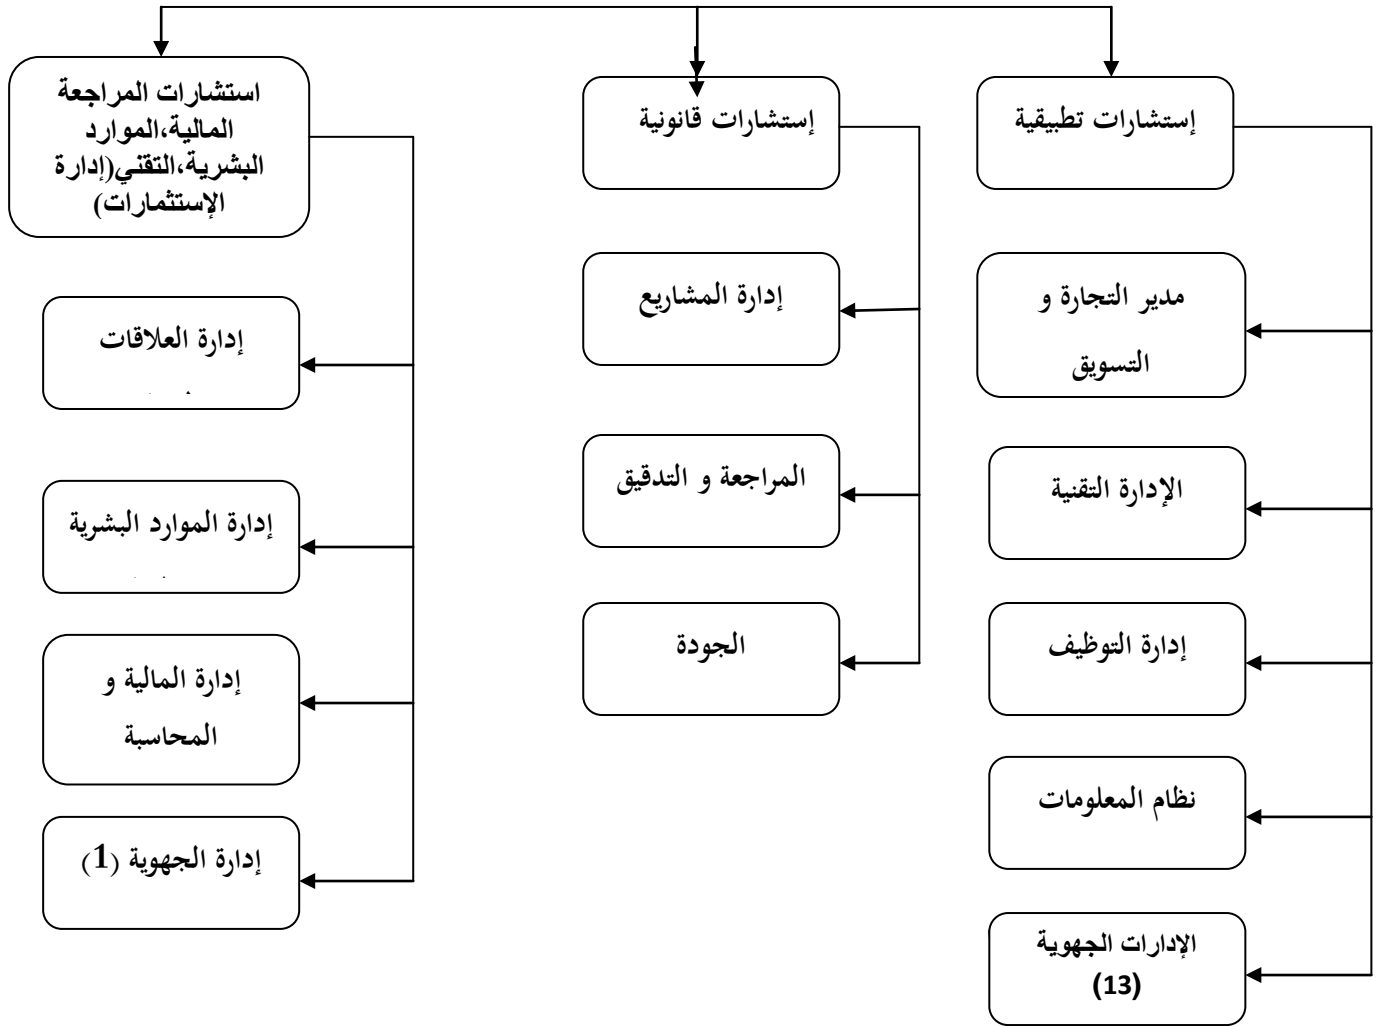 إستشارات تطبيقية
مدير التجارة و
التسويق
الإدارة التقنية
إدارة التوظيف
نظام المعلومات
الإدارات الجهوية
(13)
إستشارات قانونية
إدارة المشاريع
المراجعة و التدقيق
الجودة
استشارات المراجعة
المالية،الموارد
البشرية،التقني(إدارة
الإستثمارات)
إدارة العلاقات
إدارة الموارد البشرية
إدارة المالية و
المحاسبة
إدارة الجهوية (1)